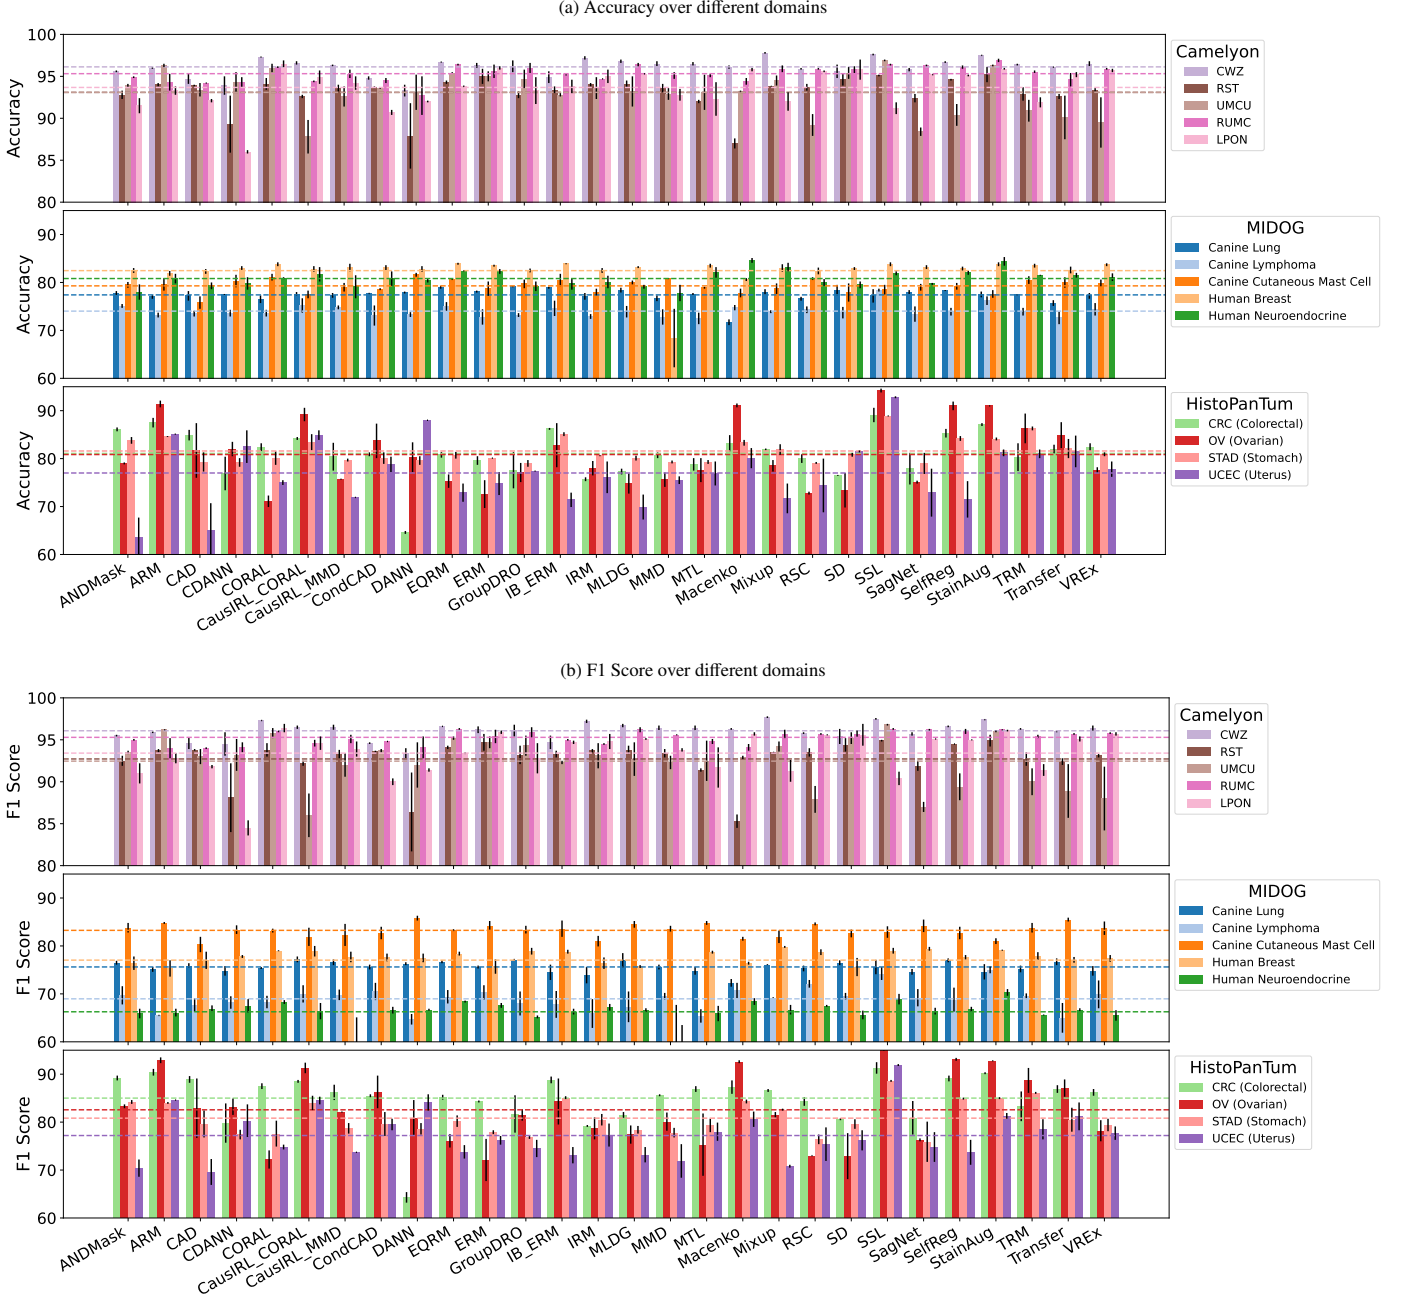 (a) Accuracy over different domains
100
95
90
85
80
Accuracy
Camelyon
CWZ
RST
UMCU
RUMC
LPON
90
80
70
60
Accuracy
MIDOG
Canine Lung
Canine Lymphoma
Canine Cutaneous Mast Cell
Human Breast
Human Neuroendocrine
90
80
70
60
Accuracy
HistoPanTum
CRC (Colorectal)
OV (Ovarian)
STAD (Stomach)
UCEC (Uterus)
ANDMask
ARM
CAD
CDANN
CORAL
CausIRL_CORAL
CausIRL_MMD
CondCAD
DANN
EQRM
ERM
GroupDRO
IB_ERM
IRM
MLDG
MMD
MTL
Macenko
Mixup
RSC
SD
SSL
SagNet
SelfReg
StainAug
TRM
Transfer
VREx
(b) F1 Score over different domains
100
95
90
85
80
F1 Score
Camelyon
CWZ
RST
UMCU
RUMC
LPON
90
80
70
60
F1 Score
MIDOG
Canine Lung
Canine Lymphoma
Canine Cutaneous Mast Cell
Human Breast
Human Neuroendocrine
90
80
70
60
F1 Score
HistoPanTum
CRC (Colorectal)
OV (Ovarian)
STAD (Stomach)
UCEC (Uterus)
ANDMask
ARM
CAD
CDANN
CORAL
CausIRL_CORAL
CausIRL_MMD
CondCAD
DANN
EQRM
ERM
GroupDRO
IB_ERM
IRM
MLDG
MMD
MTL
Macenko
Mixup
RSC
SD
SSL
SagNet
SelfReg
StainAug
TRM
Transfer
VREx